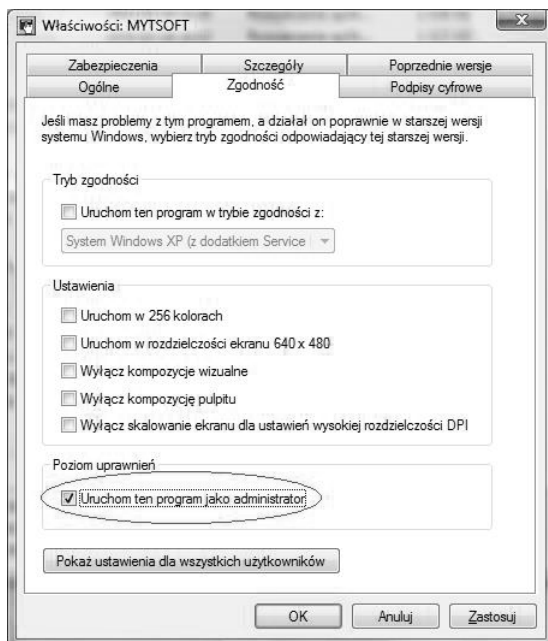 Właściwości: MYTSOFT
Zabezpieczenia Szczegóły Poprzednie wersje
Ogólne Zgodność Podpisy cyfrowe
Jeśli masz problemy z tym programem, a działał on poprawnie w starszej wersji
systemu Windows, wybierz tryb zgodności odpowiadający tej starszej wersji.
Tryb zgodności
Uruchom ten program w trybie zgodności z:
System Windows XP (z dodatkiem Service
Ustawienia
Uruchom w 256 kolorach
Uruchom w rozdzielczości ekranu 640 x 480
Wyłącz kompozycje wizualne
Wyłącz kompozycję pulpitu
Wyłącz skalowanie ekranu dla ustawień wysokiej rozdzielczości DPI
Poziom uprawnień
Uruchom ten program jako administrator
Pokaż ustawienia dla wszystkich użytkowników
OK Anuluj Zastosuj